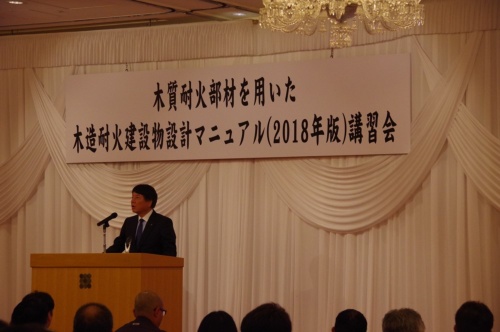 木質耐火部材を用いた
木造耐火建設物設計マニュアル(2018年版)講習会